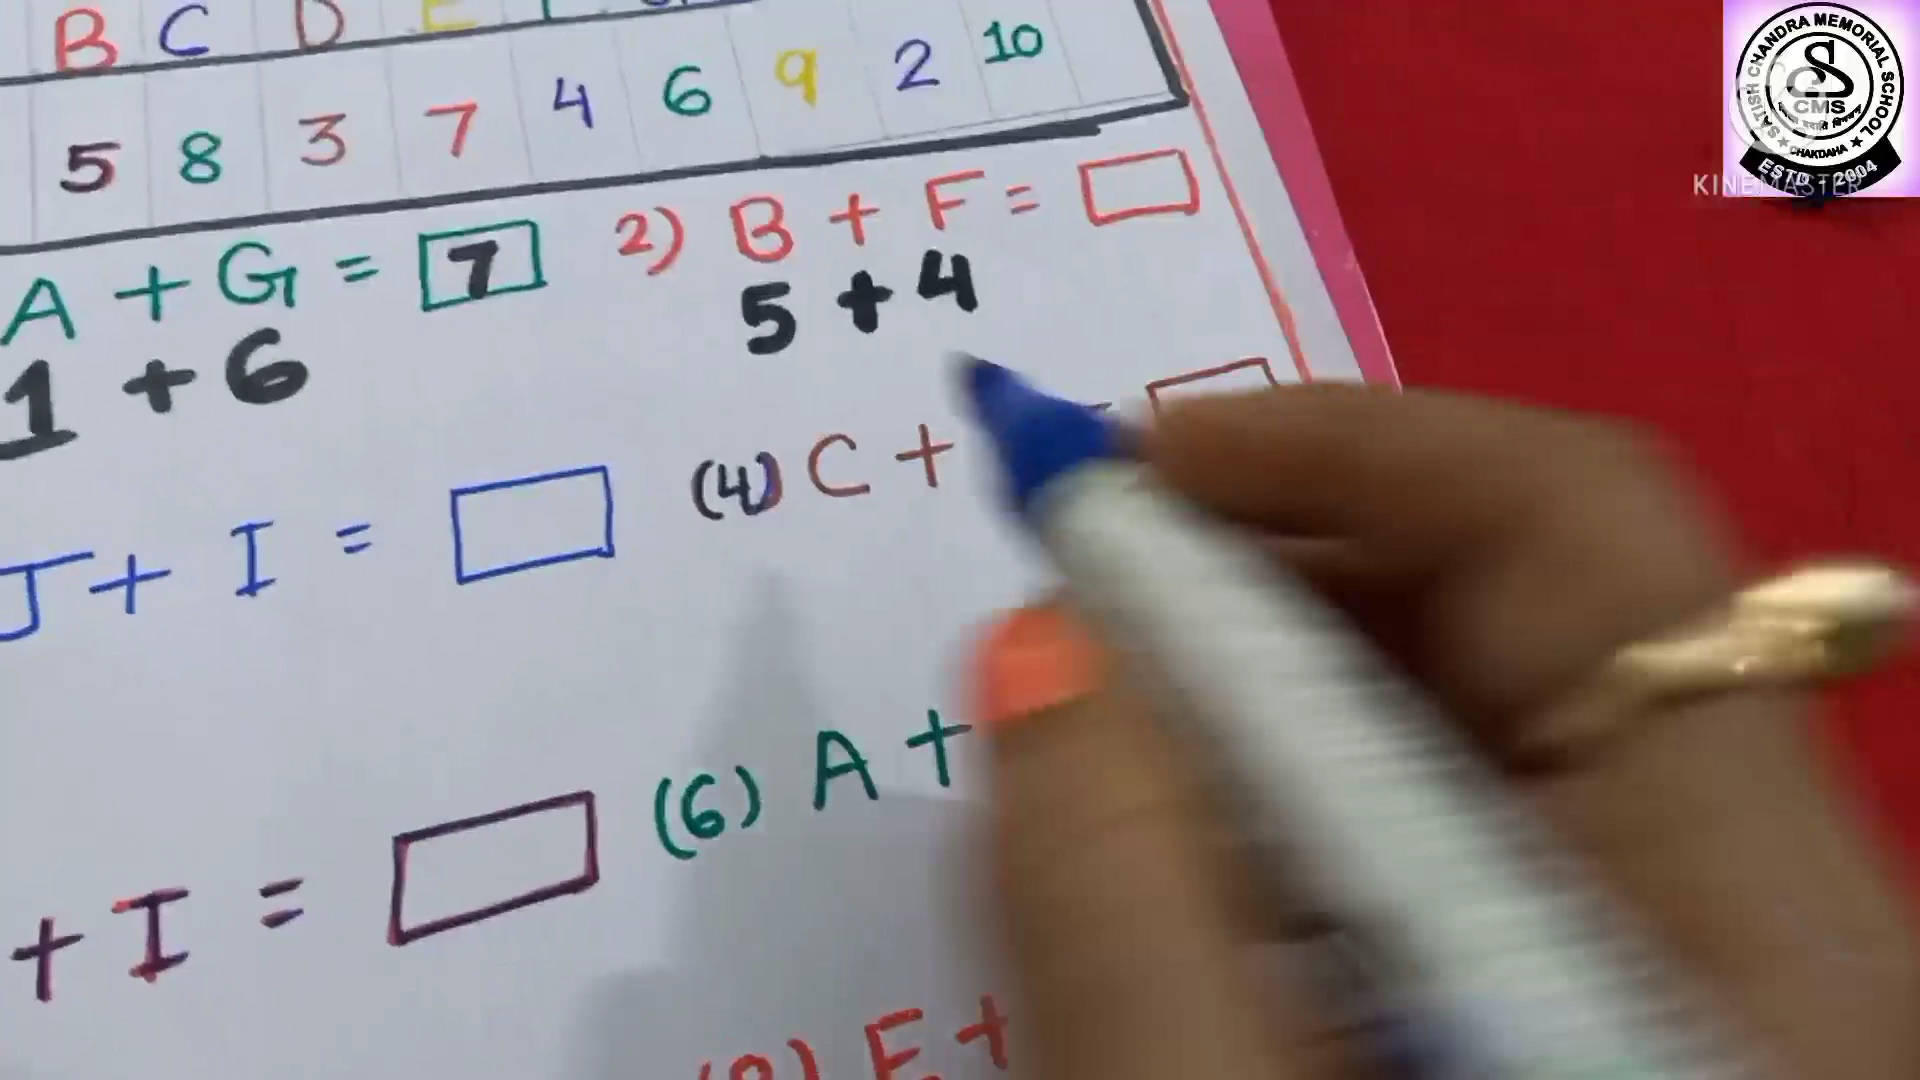 B C D E
5 8 3 7 4 6 9 2 10
A + G = 7 2) B + F =
1 + 6 5 + 4
J + I = (4) C +
+ I = (6) A +
E +
SATISH CHANDRA MEMORIAL SCHOOL
S
CMS
CHAKDAHA
ESTD - 2004
KINEMASTER